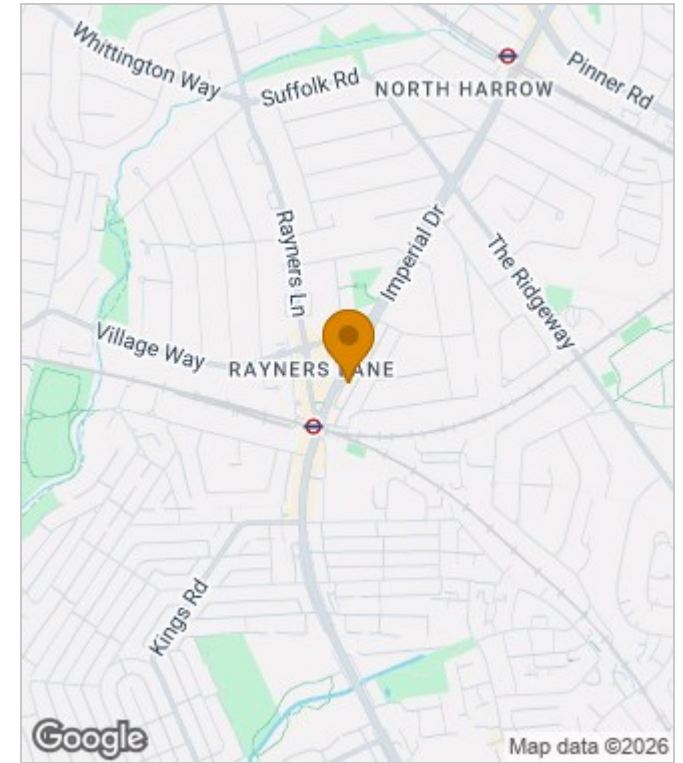 Whittington Way
Suffolk Rd
NORTH HARROW
Pinner Rd
Rayners Ln
Imperial Dr
The Ridgeway
Village Way
RAYNERS LANE
Kings Rd
Google
Map data ©2026